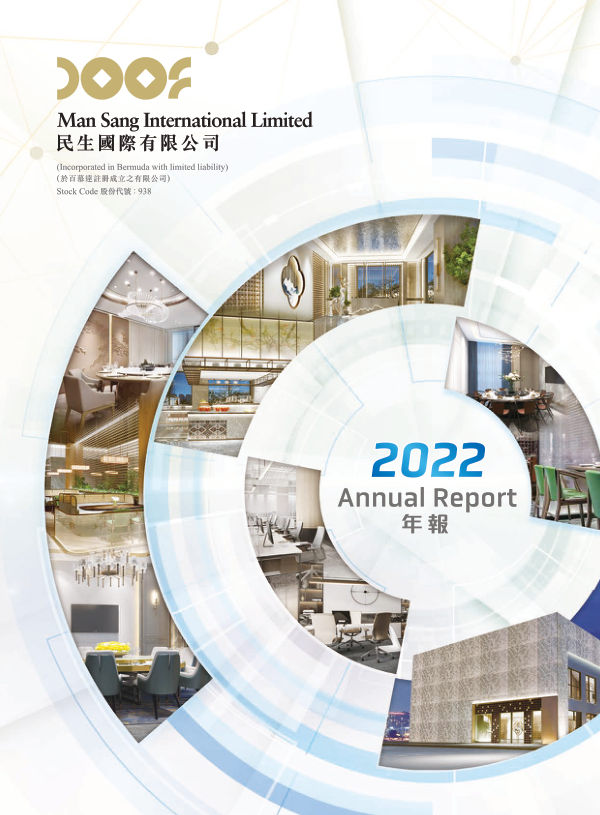 Man Sang International Limited
民生國際有限公司
(Incorporated in Bermuda with limited liability)
(於百慕達註冊成立之有限公司)
Stock Code 股份代號：938
2022
Annual Report
年報